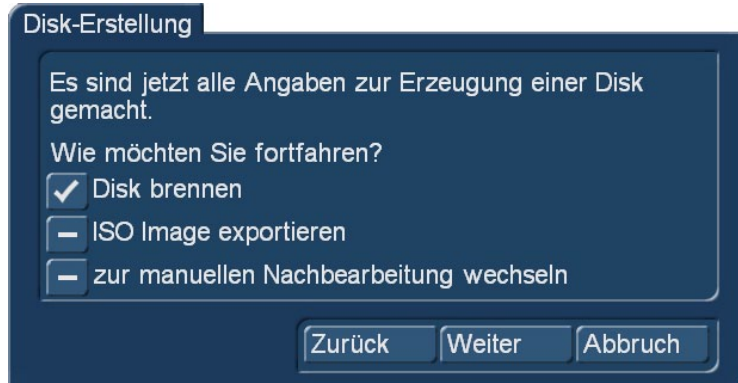 Disk-Erstellung
Es sind jetzt alle Angaben zur Erzeugung einer Disk
gemacht.
Wie möchten Sie fortfahren?
Disk brennen
ISO Image exportieren
zur manuellen Nachbearbeitung wechseln
Zurück Weiter Abbruch